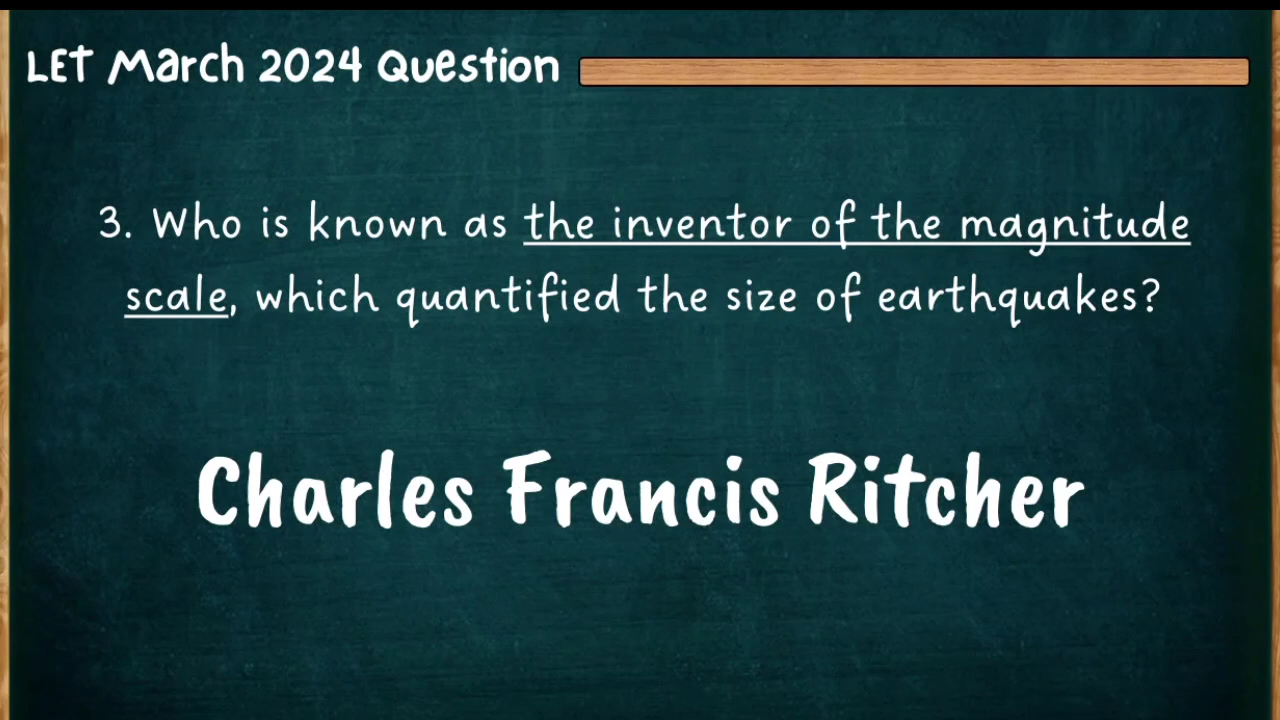 LET March 2024 Question
3. Who is known as the inventor of the magnitude
scale, which quantified the size of earthquakes?
Charles Francis Ritcher